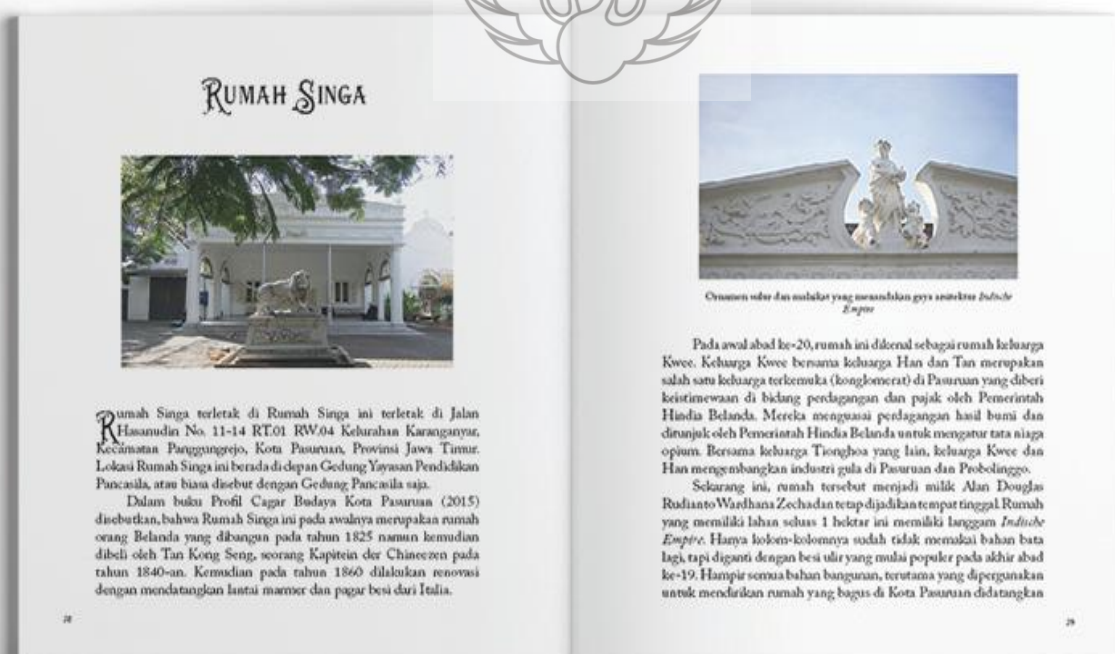 RUMAH SINGA
Rumah Singa terletak di Rumah Singa ini terletak di Jalan
Hasanudin No. 11-14 RT.01 RW.04 Kelurahan Karanganyar,
Kecamatan Panggungrejo, Kota Pasuruan, Provinsi Jawa Timur.
Lokasi Rumah Singa ini berada di depan Gedung Yayasan Pendidikan
Pancasila, atau biasa disebut dengan Gedung Pancasila saja.
Dalam buku Profil Cagar Budaya Kota Pasuruan (2015)
disebutkan, bahwa Rumah Singa ini pada awalnya merupakan rumah
orang Belanda yang dibangun pada tahun 1825 namun kemudian
dibeli oleh Tan Kong Seng, seorang Kapitein der Chineezen pada
tahun 1840-an. Kemudian pada tahun 1860 dilakukan renovasi
dengan mendatangkan lantai marmer dan pagar besi dari Italia.
28
Ornamen sulur dan malaikat yang menandakan gaya arsitektur Indische
Empire
Pada awal abad ke-20, rumah ini dikenal sebagai rumah keluarga
Kwee. Keluarga Kwee bersama keluarga Han dan Tan merupakan
salah satu keluarga terkemuka (konglomerat) di Pasuruan yang diberi
keistimewaan di bidang perdagangan dan pajak oleh Pemerintah
Hindia Belanda. Mereka menguasai perdagangan hasil bumi dan
ditunjuk oleh Pemerintah Hindia Belanda untuk mengatur tata niaga
opium. Bersama keluarga Tionghoa yang lain, keluarga Kwee dan
Han mengembangkan industri gula di Pasuruan dan Probolinggo.
Sekarang ini, rumah tersebut menjadi milik Alan Douglas
Rudianto Wardhana Zecha dan tetap dijadikan tempat tinggal. Rumah
yang memiliki lahan seluas 1 hektar ini memiliki langgam Indische
Empire. Hanya kolom-kolomnya sudah tidak memakai bahan bata
lagi, tapi diganti dengan besi ulir yang mulai populer pada akhir abad
ke-19. Hampir semua bahan bangunan, terutama yang dipergunakan
untuk mendirikan rumah yang bagus di Kota Pasuruan didatangkan
29